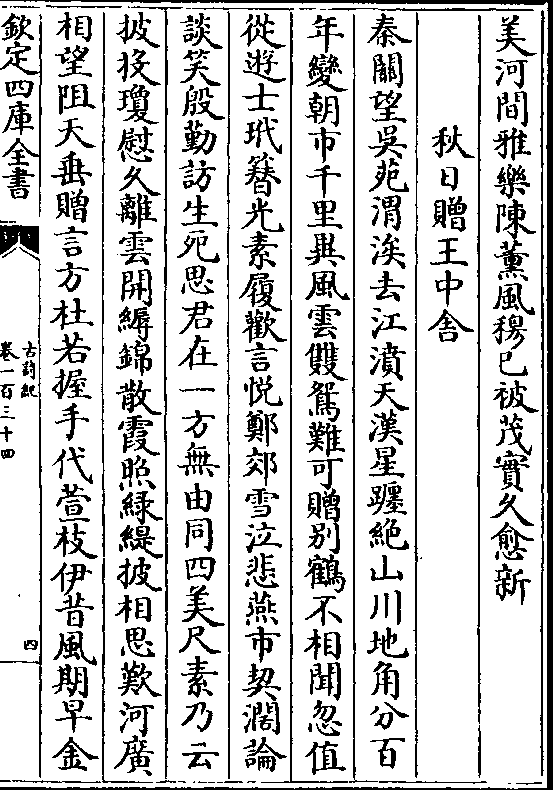 美河間雅樂陳薰風穆已被茂實久愈新
秋日贈王中舍
秦關望吳苑渭涘去江濆天漢星躔絶山川地角分百
年變朝市千里異風雲雙鴛難可贈别鶴不相聞忽值
從遊士玳簪光素履歡言悦鄭郊雪泣悲燕市契濶論
談笑殷勤訪生死思君在一方無由同四美尺素乃云
披投瓊慰久離雲開縟錦散霞照緑緹披相思歎河廣
相望阻天垂贈言方杜若握手代萱枝伊昔風期早金
欽定四庫全書
古詩紀
卷一百三十四
四